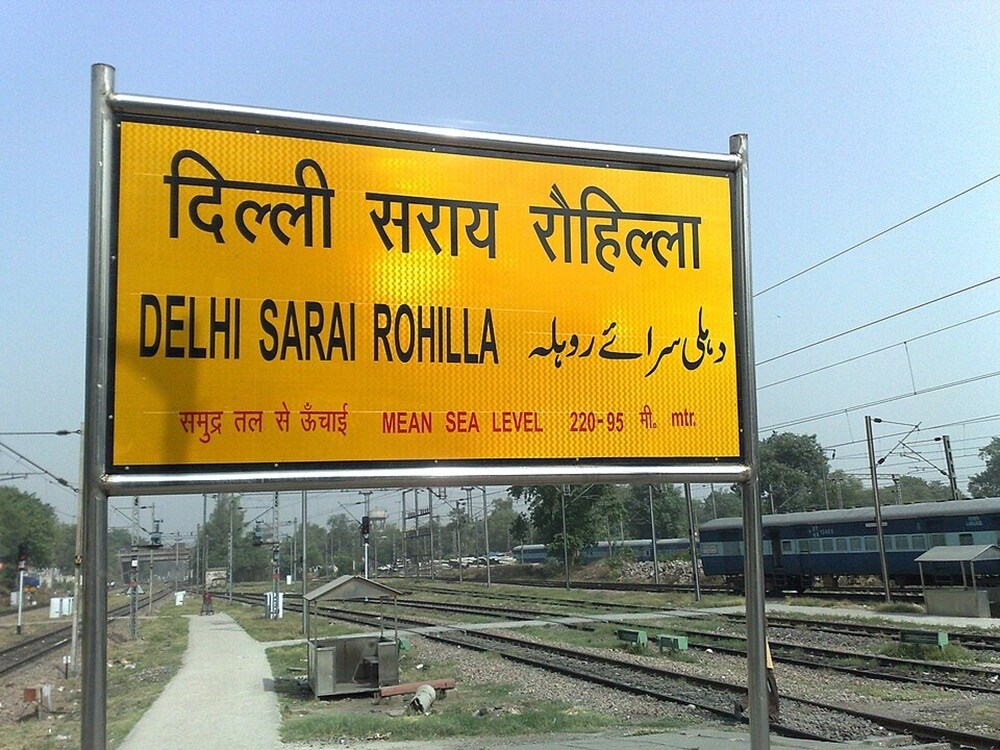 दिल्ली सराय रौहिल्ला
DELHI SARAI ROHILLA دہلی سرائے روہلہ
समुद्र तल से ऊँचाई MEAN SEA LEVEL 220-95 मी॰ mtr.